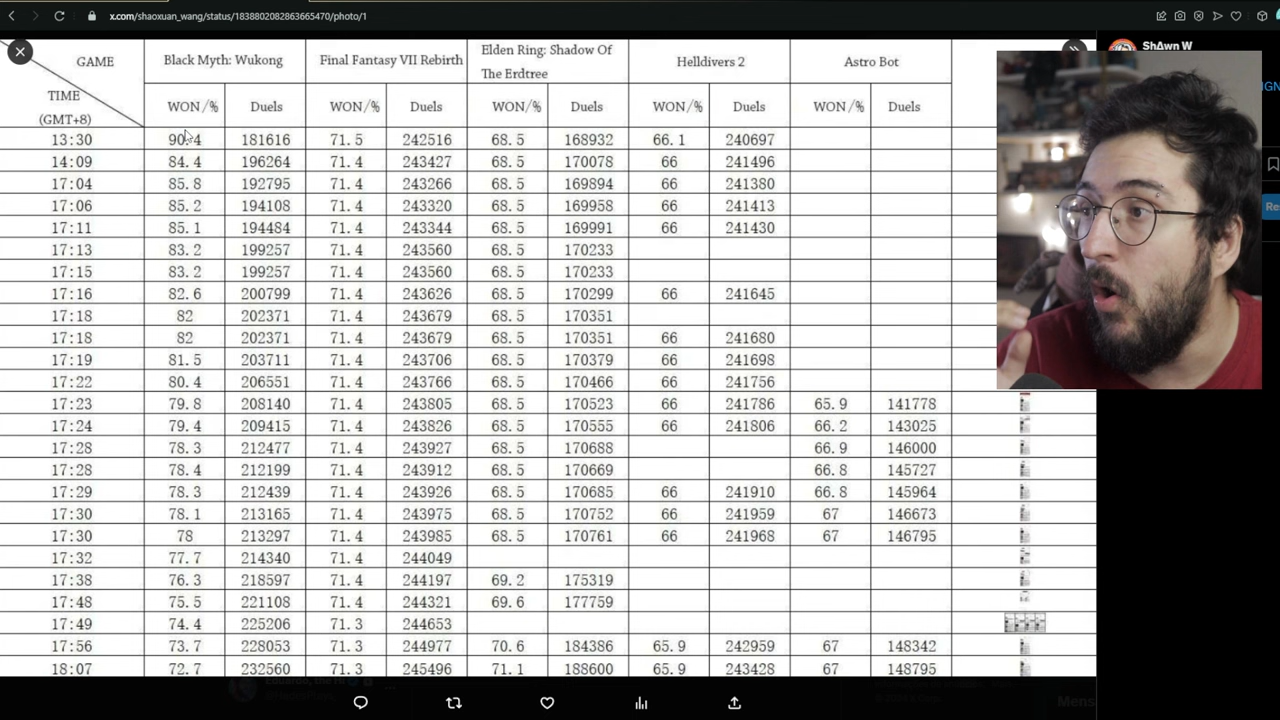 x.com/shaoxuan_wang/status/1838802082863665470/photo/1
GAME Black Myth: Wukong Final Fantasy VII Rebirth Elden Ring: Shadow Of The Erdtree Helldivers 2 Astro Bot
TIME (GMT+8) WON/% Duels WON/% Duels WON/% Duels WON/% Duels WON/% Duels
13:30 90.4 181616 71.5 242516 68.5 168932 66.1 240697
14:09 84.4 196264 71.4 243427 68.5 170078 66 241496
17:04 85.8 192795 71.4 243266 68.5 169894 66 241380
17:06 85.2 194108 71.4 243320 68.5 169958 66 241413
17:11 85.1 194484 71.4 243344 68.5 169991 66 241430
17:13 83.2 199257 71.4 243560 68.5 170233
17:15 83.2 199257 71.4 243560 68.5 170233
17:16 82.6 200799 71.4 243626 68.5 170299 66 241645
17:18 82 202371 71.4 243679 68.5 170351
17:18 82 202371 71.4 243679 68.5 170351 66 241680
17:19 81.5 203711 71.4 243706 68.5 170379 66 241698
17:22 80.4 206551 71.4 243766 68.5 170466 66 241756
17:23 79.8 208140 71.4 243805 68.5 170523 66 241786 65.9 141778
17:24 79.4 209415 71.4 243826 68.5 170555 66 241806 66.2 143025
17:28 78.3 212477 71.4 243927 68.5 170688 66.9 146000
17:28 78.4 212199 71.4 243912 68.5 170669 66.8 145727
17:29 78.3 212439 71.4 243926 68.5 170685 66 241910 66.8 145964
17:30 78.1 213165 71.4 243975 68.5 170752 66 241959 67 146673
17:30 78 213297 71.4 243985 68.5 170761 66 241968 67 146795
17:32 77.7 214340 71.4 244049
17:38 76.3 218597 71.4 244197 69.2 175319
17:48 75.5 221108 71.4 244321 69.6 177759
17:49 74.4 225206 71.3 244653
17:56 73.7 228053 71.3 244977 70.6 184386 65.9 242959 67 148342
18:07 72.7 232560 71.3 245496 71.1 188600 65.9 243428 67 148795
ShΔwn W